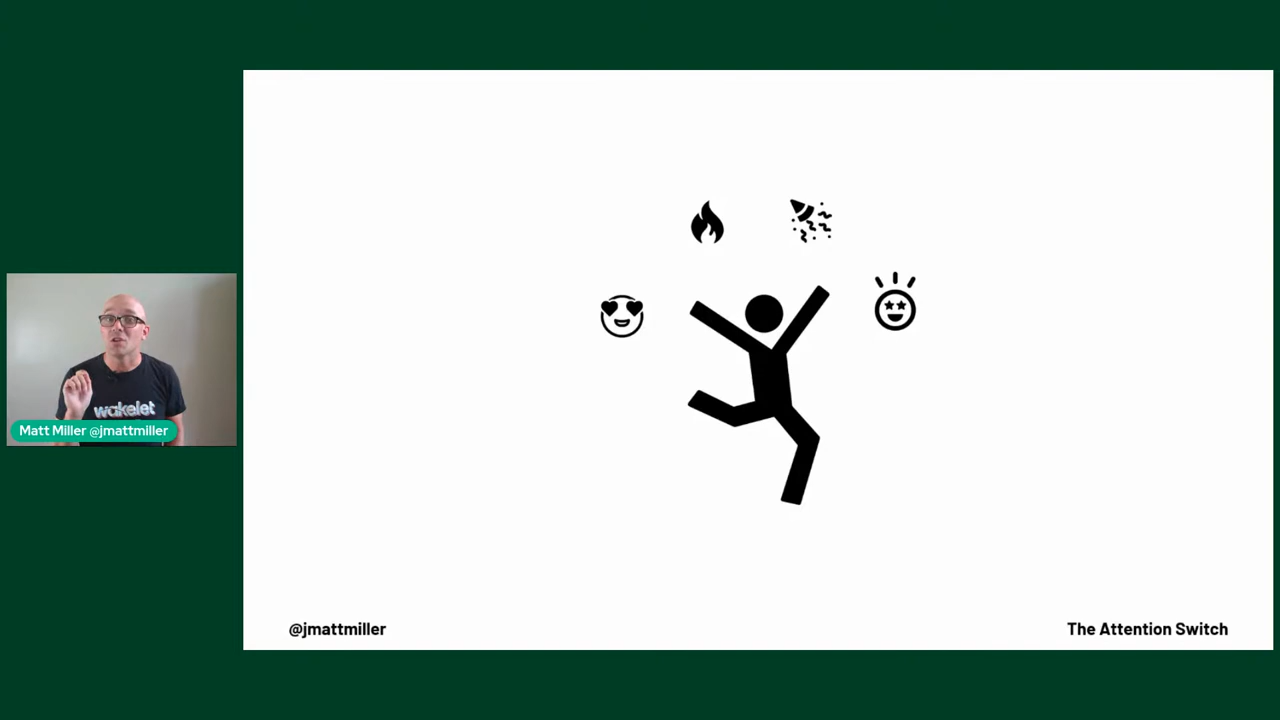 wakelet
Matt Miller @jmattmiller
@jmattmiller
The Attention Switch